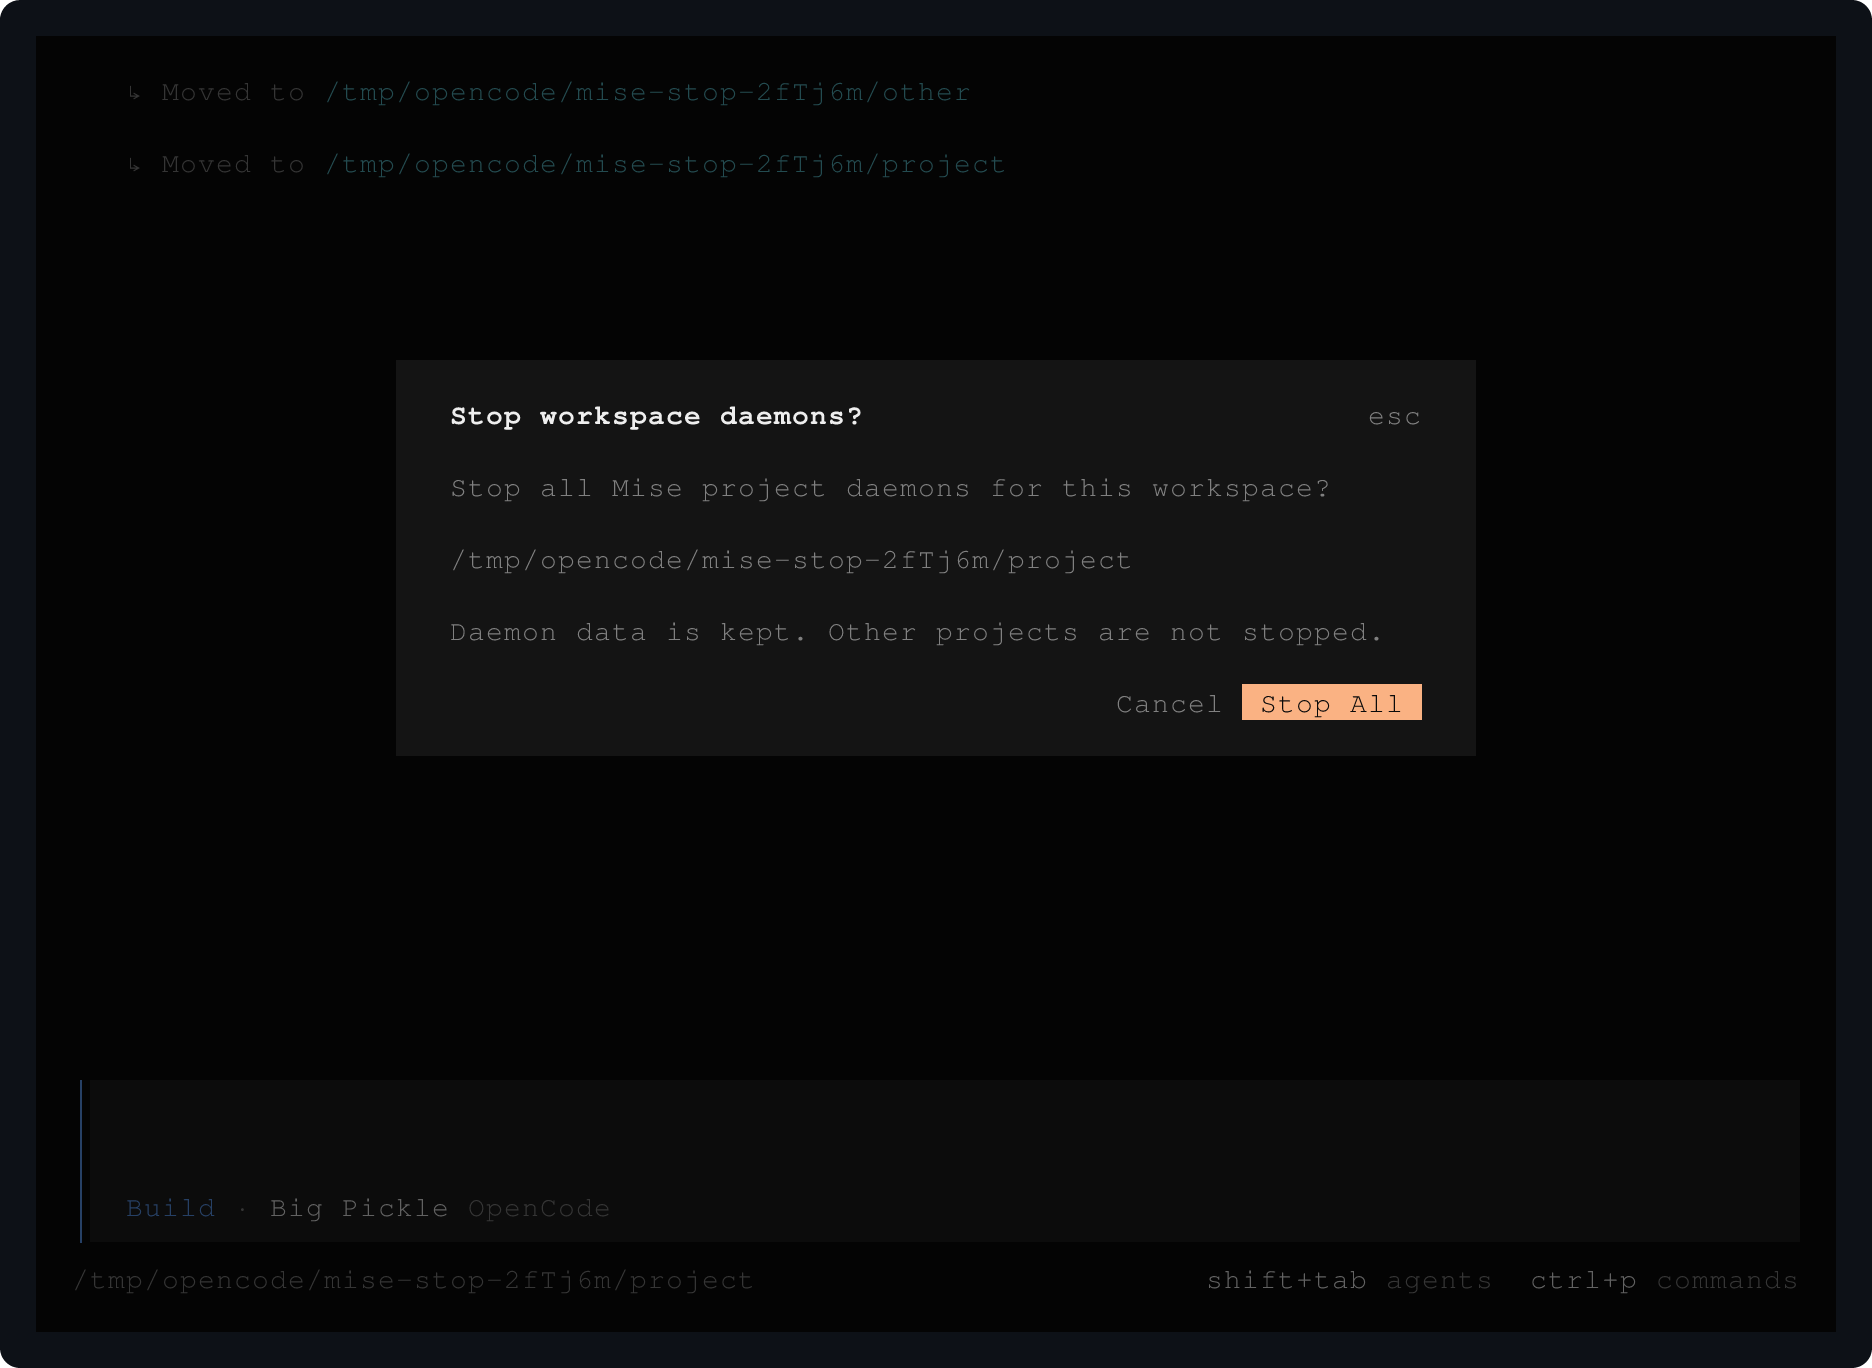 ↳ Moved to /tmp/opencode/mise-stop-2fTj6m/other
↳ Moved to /tmp/opencode/mise-stop-2fTj6m/project
Stop workspace daemons? esc
Stop all Mise project daemons for this workspace?
/tmp/opencode/mise-stop-2fTj6m/project
Daemon data is kept. Other projects are not stopped.
Cancel Stop All
Build · Big Pickle OpenCode
/tmp/opencode/mise-stop-2fTj6m/project shift+tab agents ctrl+p commands